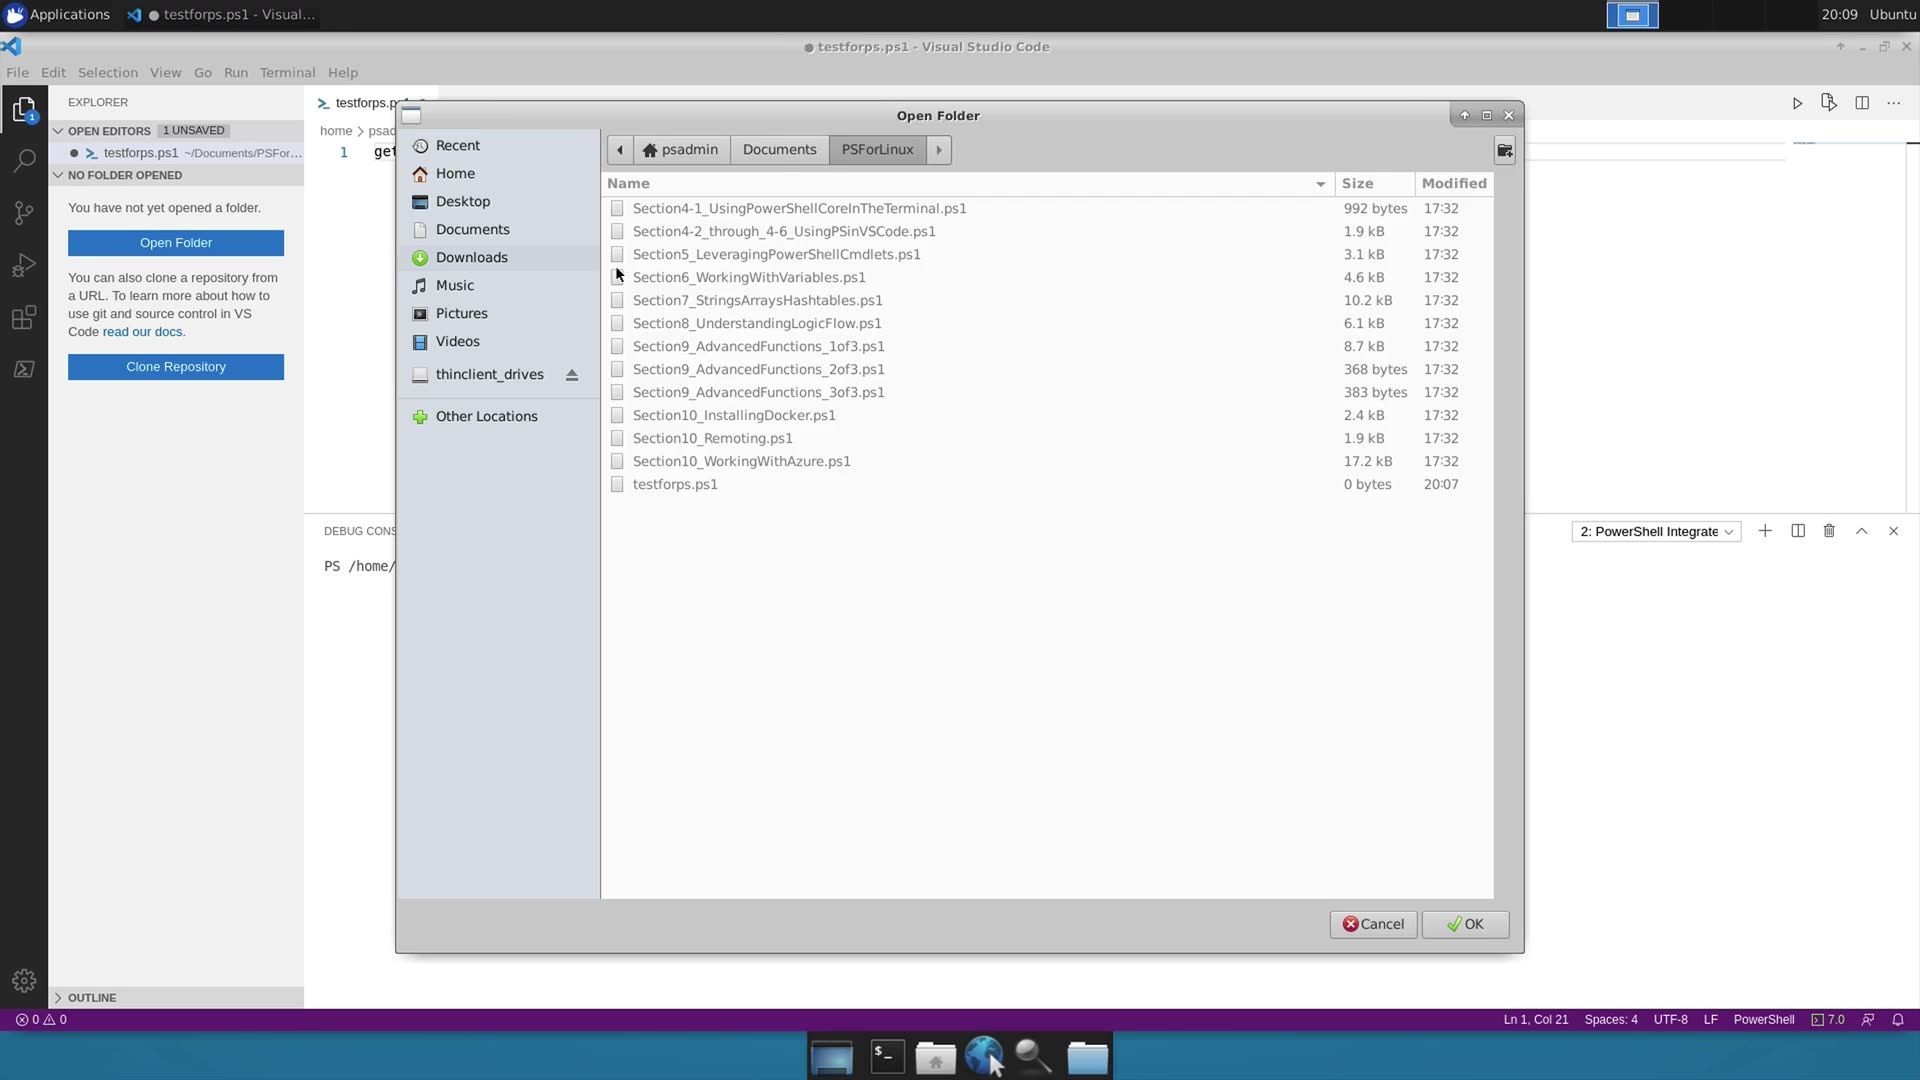 Applications
testforps.ps1 - Visual...
20:09 Ubuntu
testforps.ps1 - Visual Studio Code
File Edit Selection View Go Run Terminal Help
EXPLORER
OPEN EDITORS 1 UNSAVED
testforps.ps1 ~/Documents/PSFor...
NO FOLDER OPENED
You have not yet opened a folder.
Open Folder
You can also clone a repository from
a URL. To learn more about how to
use git and source control in VS
Code read our docs.
Clone Repository
OUTLINE
1
home > psad
1 get
DEBUG CONS
PS /home/
2: PowerShell Integrate
Open Folder
Recent
Home
Desktop
Documents
Downloads
Music
Pictures
Videos
thinclient_drives
Other Locations
psadmin Documents PSForLinux
Name Size Modified
Section4-1_UsingPowerShellCoreInTheTerminal.ps1 992 bytes 17:32
Section4-2_through_4-6_UsingPSinVSCode.ps1 1.9 kB 17:32
Section5_LeveragingPowerShellCmdlets.ps1 3.1 kB 17:32
Section6_WorkingWithVariables.ps1 4.6 kB 17:32
Section7_StringsArraysHashtables.ps1 10.2 kB 17:32
Section8_UnderstandingLogicFlow.ps1 6.1 kB 17:32
Section9_AdvancedFunctions_1of3.ps1 8.7 kB 17:32
Section9_AdvancedFunctions_2of3.ps1 368 bytes 17:32
Section9_AdvancedFunctions_3of3.ps1 383 bytes 17:32
Section10_InstallingDocker.ps1 2.4 kB 17:32
Section10_Remoting.ps1 1.9 kB 17:32
Section10_WorkingWithAzure.ps1 17.2 kB 17:32
testforps.ps1 0 bytes 20:07
Cancel OK
0 0
Ln 1, Col 21 Spaces: 4 UTF-8 LF PowerShell 7.0